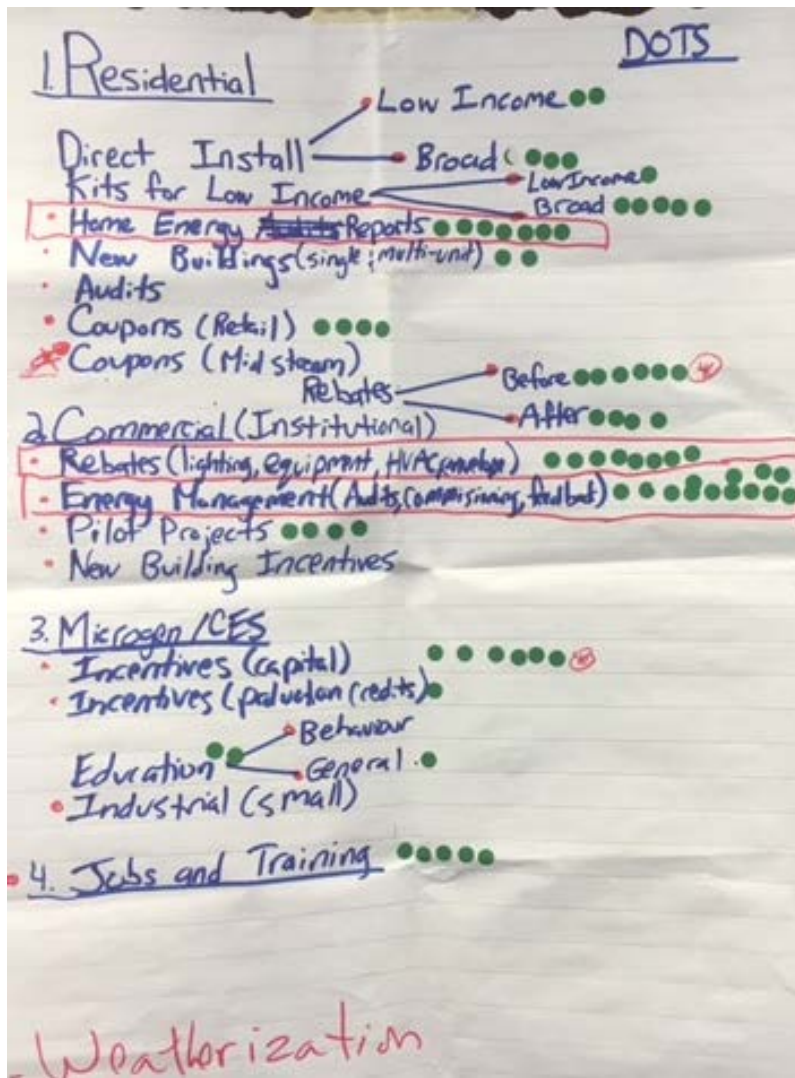 DOTS
1. Residential
Low Income
Direct Install
Broad
Kits for Low Income
Low Income
Broad
• Home Energy Reports
• New Buildings (single; multi-unit)
• Audits
• Coupons (Retail)
Coupons (Midstream)
Rebates
Before
After
2. Commercial (Institutional)
• Rebates (lighting, equipment, HVAC, envelope)
• Energy Management (Audits, Commisinning, feedback)
• Pilot Projects
• New Building Incentives
3. Microgen/CES
• Incentives (capital)
• Incentives (production credits)
Behaviour
Education
General
• Industrial (small)
4. Jobs and Training
- Weatherization